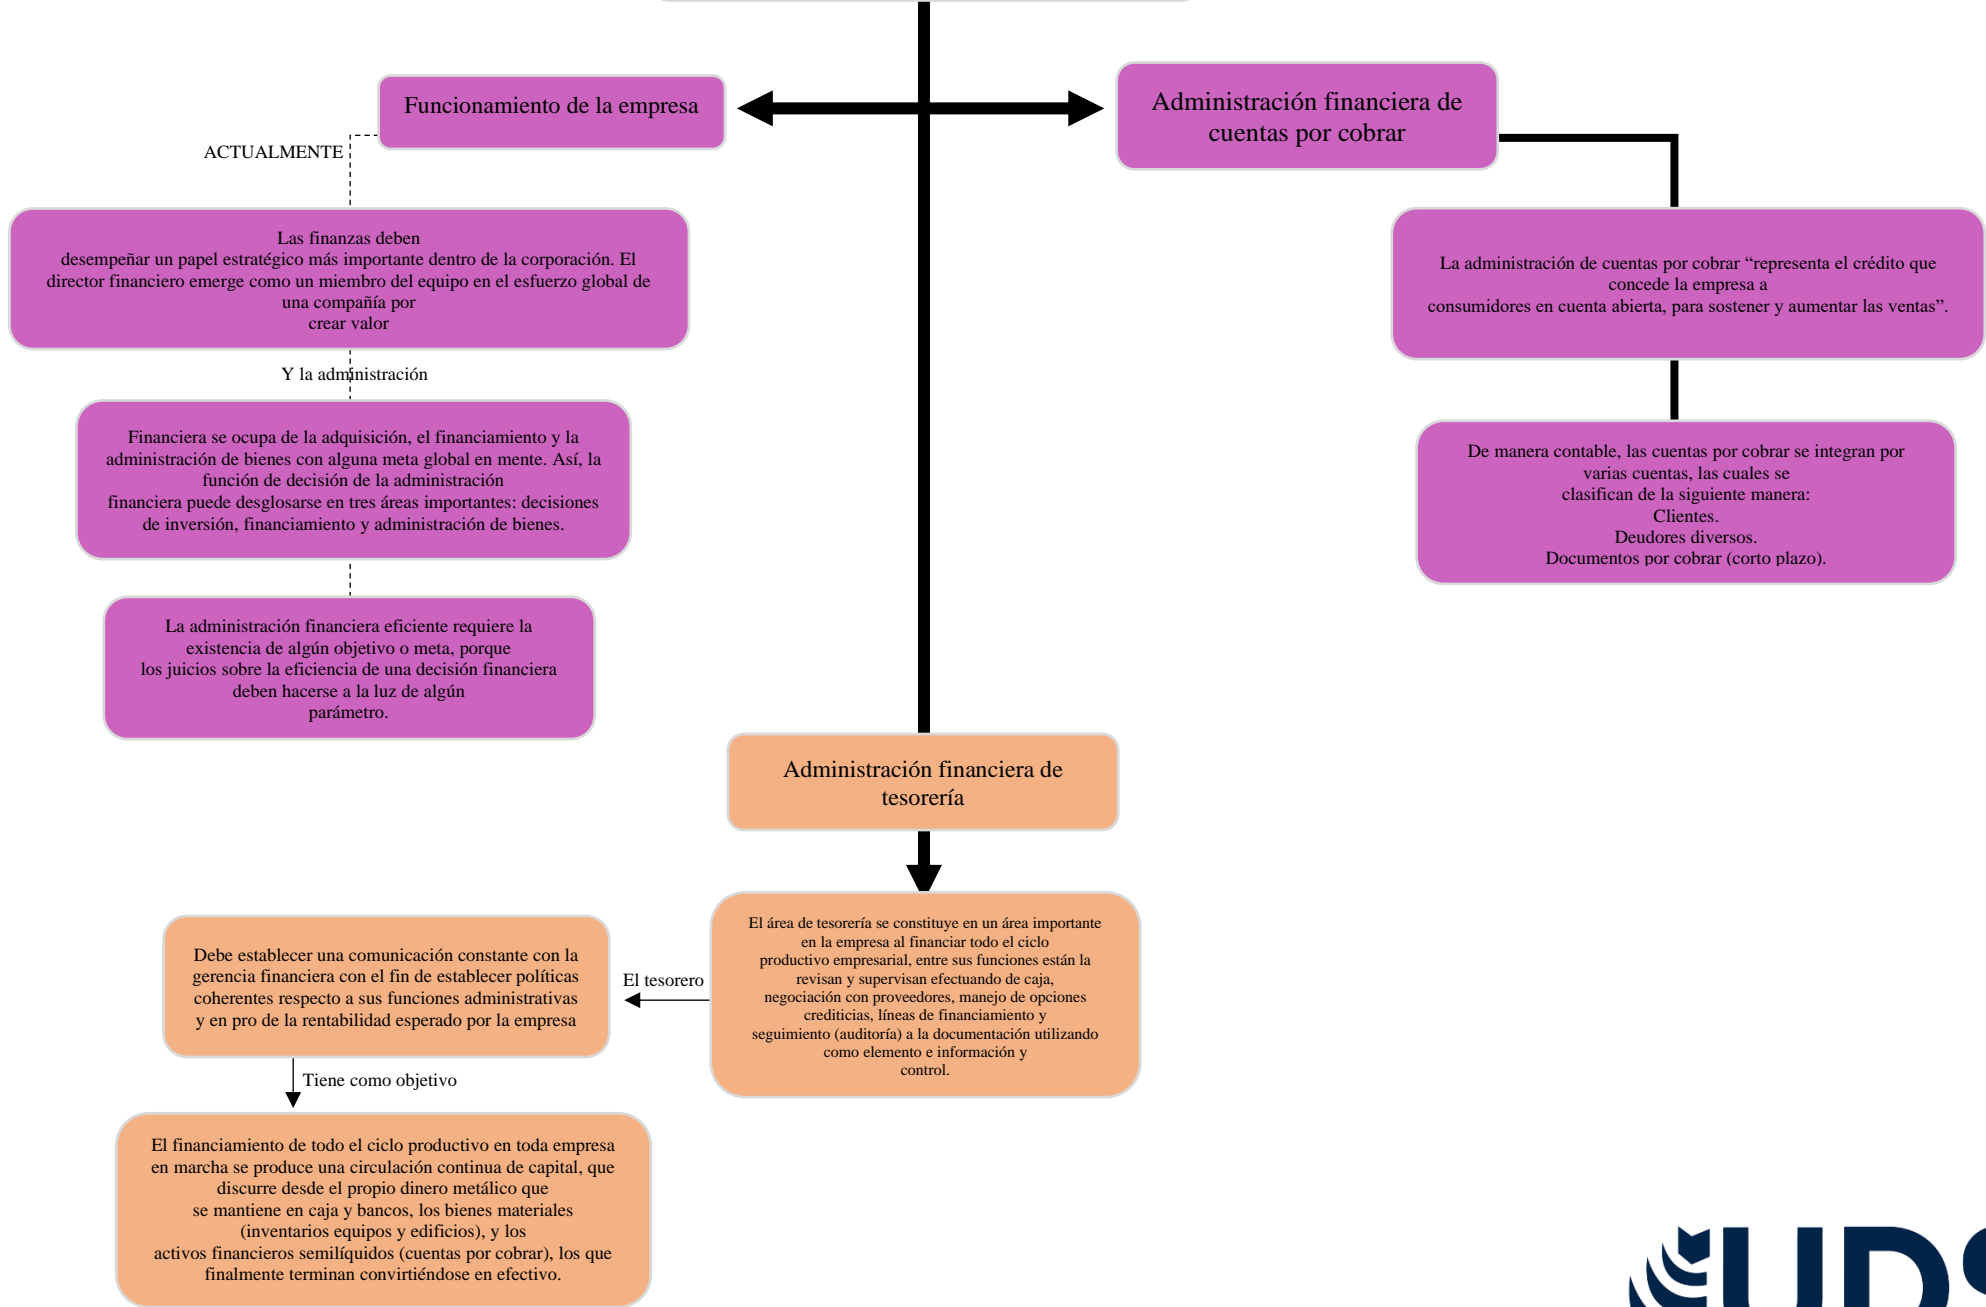 Funcionamiento de la empresa
ACTUALMENTE
Las finanzas deben
desempeñar un papel estratégico más importante dentro de la corporación. El
director financiero emerge como un miembro del equipo en el esfuerzo global de
una compañía por
crear valor
Y la administración
Financiera se ocupa de la adquisición, el financiamiento y la
administración de bienes con alguna meta global en mente. Así, la
función de decisión de la administración
financiera puede desglosarse en tres áreas importantes: decisiones
de inversión, financiamiento y administración de bienes.
La administración financiera eficiente requiere la
existencia de algún objetivo o meta, porque
los juicios sobre la eficiencia de una decisión financiera
deben hacerse a la luz de algún
parámetro.
Administración financiera de
cuentas por cobrar
La administración de cuentas por cobrar “representa el crédito que
concede la empresa a
consumidores en cuenta abierta, para sostener y aumentar las ventas”.
De manera contable, las cuentas por cobrar se integran por
varias cuentas, las cuales se
clasifican de la siguiente manera:
Clientes.
Deudores diversos.
Documentos por cobrar (corto plazo).
Administración financiera de
tesorería
El área de tesorería se constituye en un área importante
en la empresa al financiar todo el ciclo
productivo empresarial, entre sus funciones están la
revisan y supervisan efectuando de caja,
negociación con proveedores, manejo de opciones
crediticias, líneas de financiamiento y
seguimiento (auditoría) a la documentación utilizando
como elemento e información y
control.
El tesorero
Debe establecer una comunicación constante con la
gerencia financiera con el fin de establecer políticas
coherentes respecto a sus funciones administrativas
y en pro de la rentabilidad esperado por la empresa
Tiene como objetivo
El financiamiento de todo el ciclo productivo en toda empresa
en marcha se produce una circulación continua de capital, que
discurre desde el propio dinero metálico que
se mantiene en caja y bancos, los bienes materiales
(inventarios equipos y edificios), y los
activos financieros semilíquidos (cuentas por cobrar), los que
finalmente terminan convirtiéndose en efectivo.
UDS